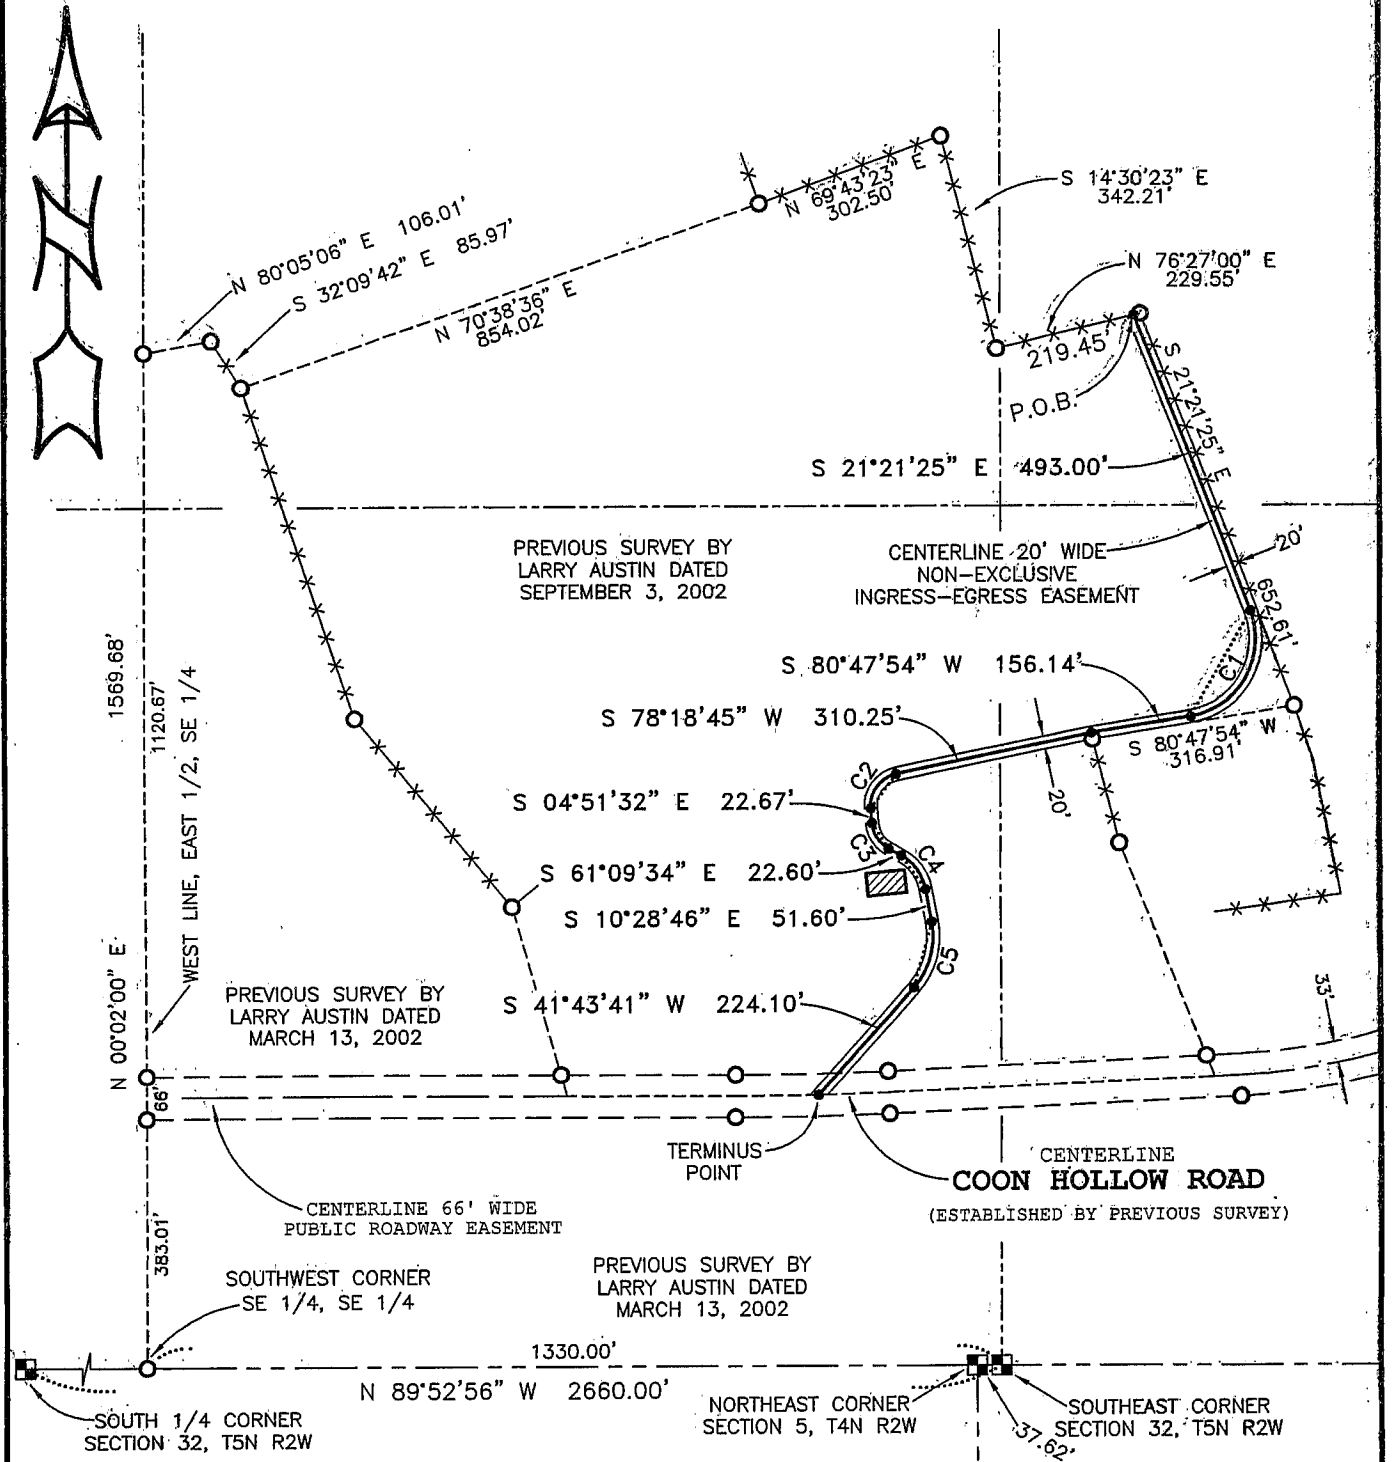 N 80°05'06" E 106.01'
S 32°09'42" E 85.97'
N 70°38'36" E
854.02'
N 69°43'23" E
302.50'
S 14°30'23" E
342.21'
N 76°27'00" E
229.55'
219.45'
P.O.B.
S 21°21'25" E
652.61'
S 21°21'25" E 493.00'
PREVIOUS SURVEY BY
LARRY AUSTIN DATED
SEPTEMBER 3, 2002
CENTERLINE 20' WIDE
NON-EXCLUSIVE
INGRESS-EGRESS EASEMENT
20'
C1
S 80°47'54" W 156.14'
S 78°18'45" W 310.25'
S 80°47'54" W
316.91'
20'
C2
S 04°51'32" E 22.67'
C3
C4
S 61°09'34" E 22.60'
S 10°28'46" E 51.60'
C5
S 41°43'41" W 224.10'
1569.68'
1120.67
WEST LINE, EAST 1/2, SE 1/4
N 00°02'00" E
PREVIOUS SURVEY BY
LARRY AUSTIN DATED
MARCH 13, 2002
33'
66'
TERMINUS
POINT
CENTERLINE
COON HOLLOW ROAD
(ESTABLISHED BY PREVIOUS SURVEY)
CENTERLINE 66' WIDE
PUBLIC ROADWAY EASEMENT
383.01'
SOUTHWEST CORNER
SE 1/4, SE 1/4
PREVIOUS SURVEY BY
LARRY AUSTIN DATED
MARCH 13, 2002
1330.00'
N 89°52'56" W 2660.00'
SOUTH 1/4 CORNER
SECTION 32, T5N R2W
NORTHEAST CORNER
SECTION 5, T4N R2W
SOUTHEAST CORNER
SECTION 32, T5N R2W
37.62'